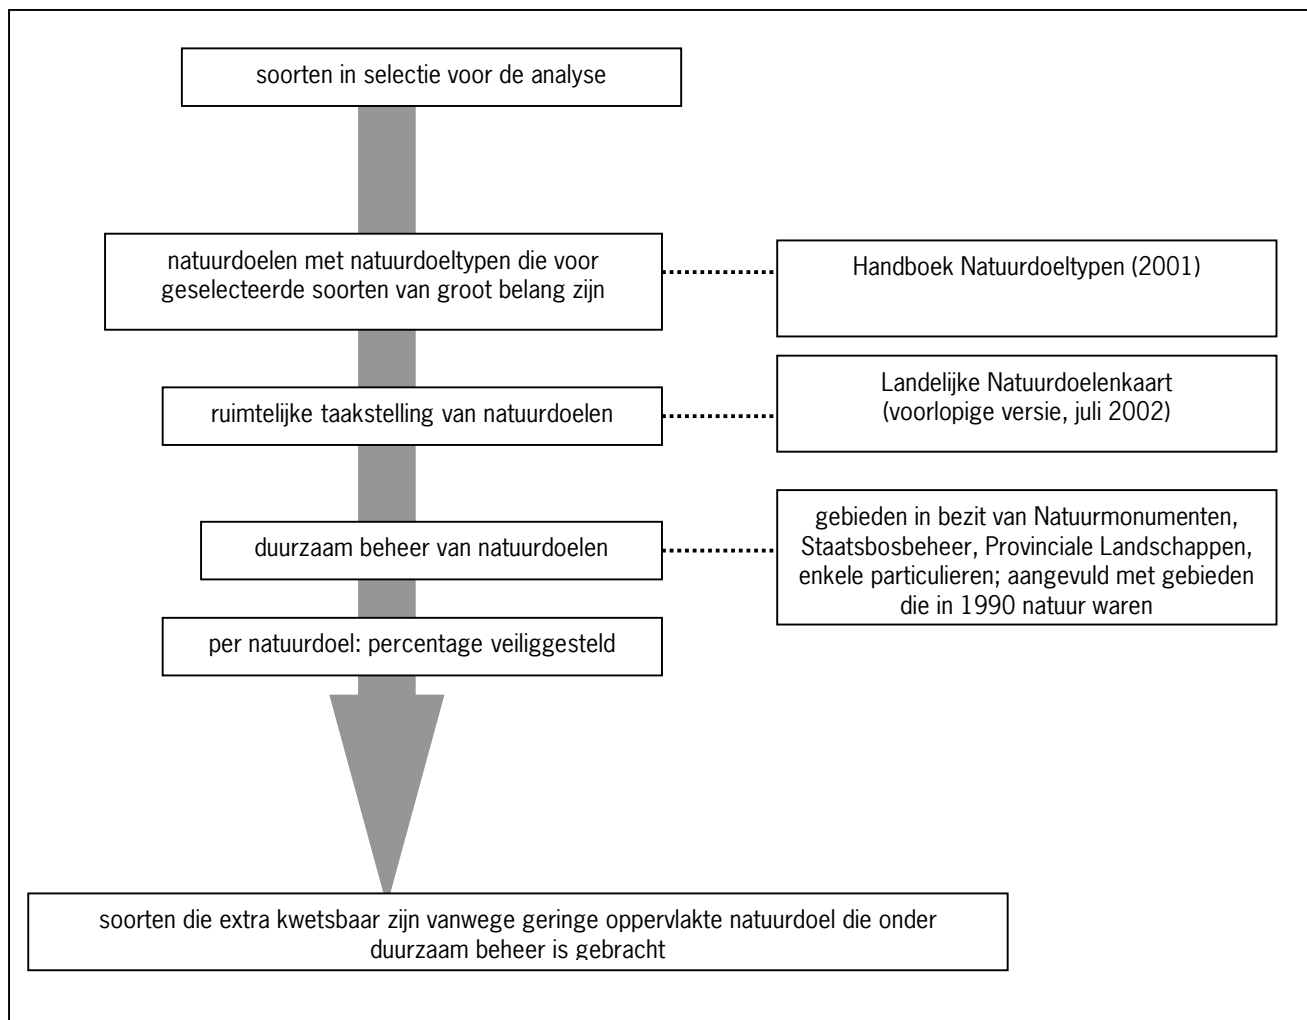 soorten in selectie voor de analyse
natuurdoelen met natuurdoeltypen die voor
geselecteerde soorten van groot belang zijn
Handboek Natuurdoeltypen (2001)
ruimtelijke taakstelling van natuurdoelen
Landelijke Natuurdoelenkaart
(voorlopige versie, juli 2002)
duurzaam beheer van natuurdoelen
gebieden in bezit van Natuurmonumenten,
Staatsbosbeheer, Provinciale Landschappen,
enkele particulieren; aangevuld met gebieden
die in 1990 natuur waren
per natuurdoel: percentage veiliggesteld
soorten die extra kwetsbaar zijn vanwege geringe oppervlakte natuurdoel die onder
duurzaam beheer is gebracht